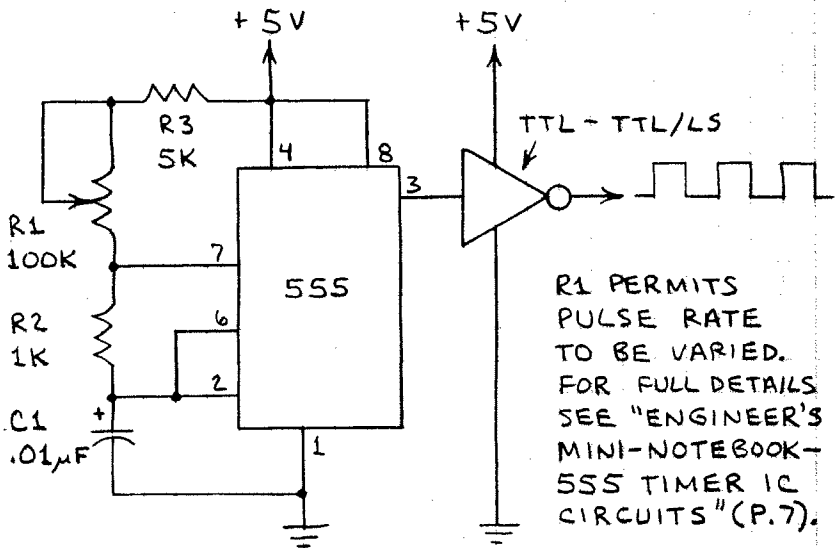 +5V
+5V
R3
5K
TTL - TTL/LS
4
8
3
R1
100K
7
555
R2
1K
6
2
C1
+
.01μF
1
R1 PERMITS
PULSE RATE
TO BE VARIED.
FOR FULL DETAILS
SEE "ENGINEER'S
MINI-NOTEBOOK-
555 TIMER IC
CIRCUITS" (P.7).